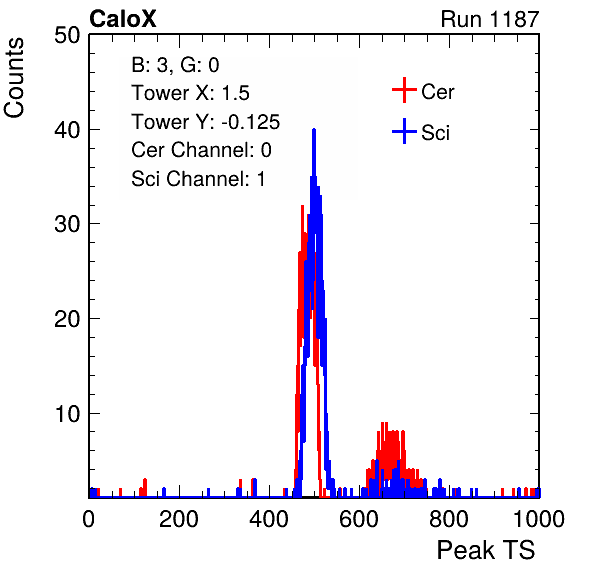 CaloX Run 1187
Counts
50
40
30
20
10
B: 3, G: 0
Tower X: 1.5
Tower Y: -0.125
Cer Channel: 0
Sci Channel: 1
Cer
Sci
0 200 400 600 800 1000
Peak TS